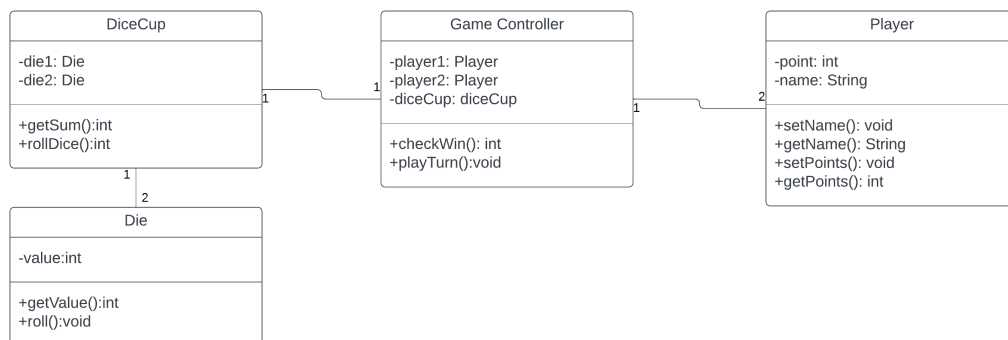 DiceCup
-die1: Die
-die2: Die
+getSum():int
+rollDice():int
1
1
Game Controller
-player1: Player
-player2: Player
-diceCup: diceCup
+checkWin(): int
+playTurn():void
1
2
Player
-point: int
-name: String
+setName(): void
+getName(): String
+setPoints(): void
+getPoints(): int
1
2
Die
-value:int
+getValue():int
+roll():void